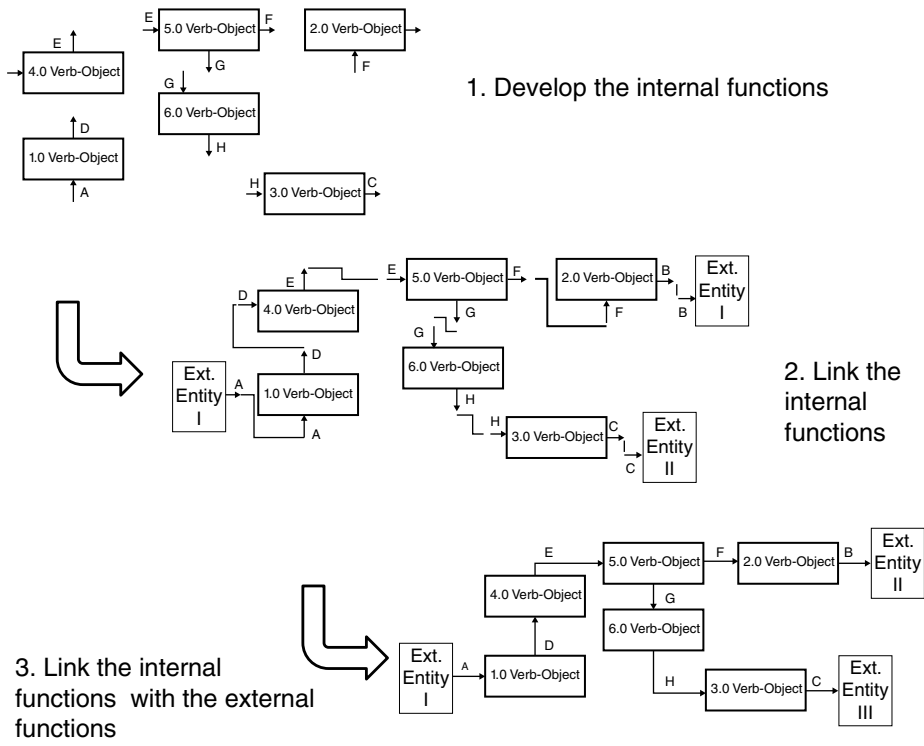 E
5.0 Verb-Object
F
2.0 Verb-Object
E
4.0 Verb-Object
G
F
G
6.0 Verb-Object
1. Develop the internal functions
D
H
1.0 Verb-Object
A
H
3.0 Verb-Object
C
E
5.0 Verb-Object
F
2.0 Verb-Object
B
Ext.
Entity
I
E
D
4.0 Verb-Object
G
F
B
G
6.0 Verb-Object
D
Ext.
Entity
I
A
1.0 Verb-Object
A
H
H
3.0 Verb-Object
C
C
Ext.
Entity
II
2. Link the
internal
functions
E
5.0 Verb-Object
F
2.0 Verb-Object
B
Ext.
Entity
II
4.0 Verb-Object
G
6.0 Verb-Object
D
Ext.
Entity
I
A
1.0 Verb-Object
H
3.0 Verb-Object
C
Ext.
Entity
III
3. Link the internal
functions with the external
functions